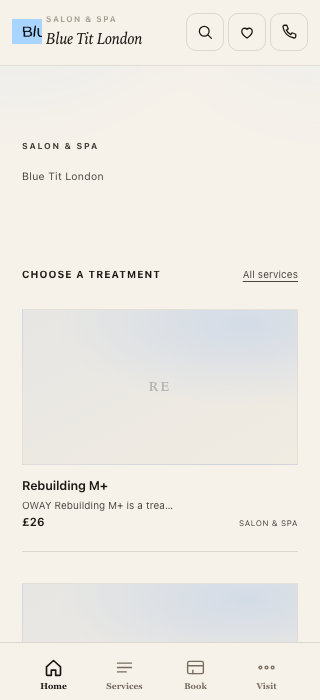 SALON & SPA
Blue Tit London
SALON & SPA
Blue Tit London
CHOOSE A TREATMENT
All services
RE
Rebuilding M+
OWAY Rebuilding M+ is a trea...
£26
SALON & SPA
Home
Services
Book
Visit